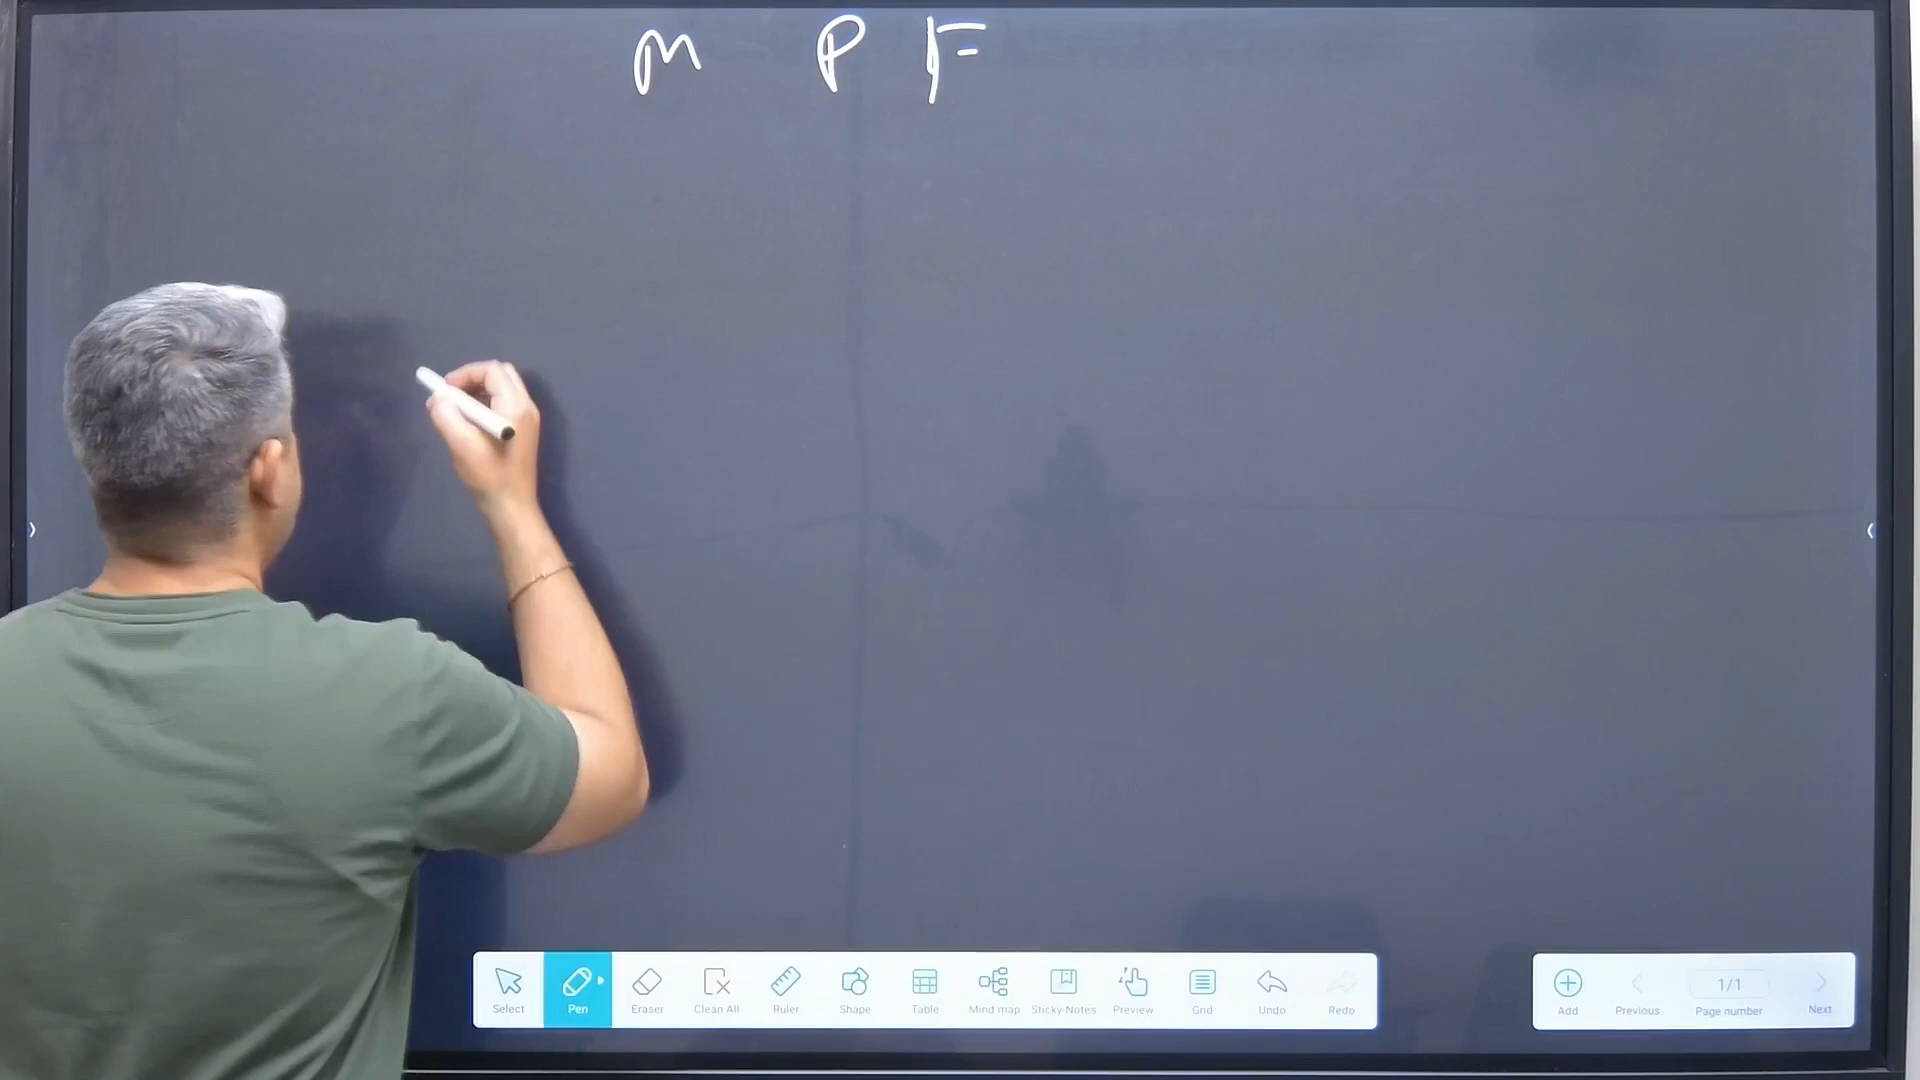 M P F
Select Pen Eraser Clean All Ruler Shape Table Mind map Sticky-Notes Preview Grid Undo Redo
Add Previous 1/1 Page number Next